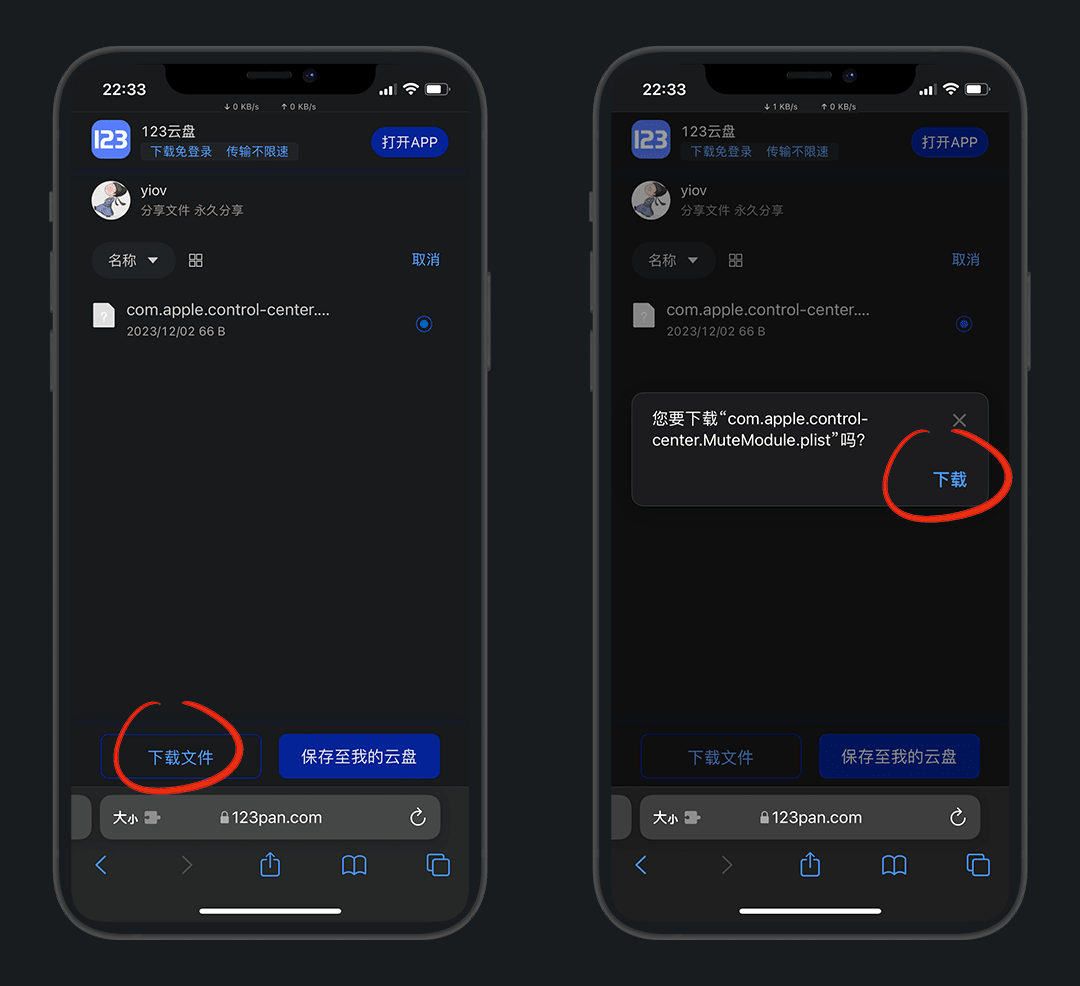 22:33
↓ 0 KB/s ↑ 0 KB/s
123
123云盘
下载免登录 传输不限速
打开APP
yiov
分享文件 永久分享
名称
取消
com.apple.control-center....
2023/12/02 66 B
?
下载文件
保存至我的云盘
大小
123pan.com
22:33
↓ 1 KB/s ↑ 0 KB/s
123
123云盘
下载免登录 传输不限速
打开APP
yiov
分享文件 永久分享
名称
取消
com.apple.control-center....
2023/12/02 66 B
?
您要下载“com.apple.control-
center.MuteModule.plist”吗?
下载
下载文件
保存至我的云盘
大小
123pan.com